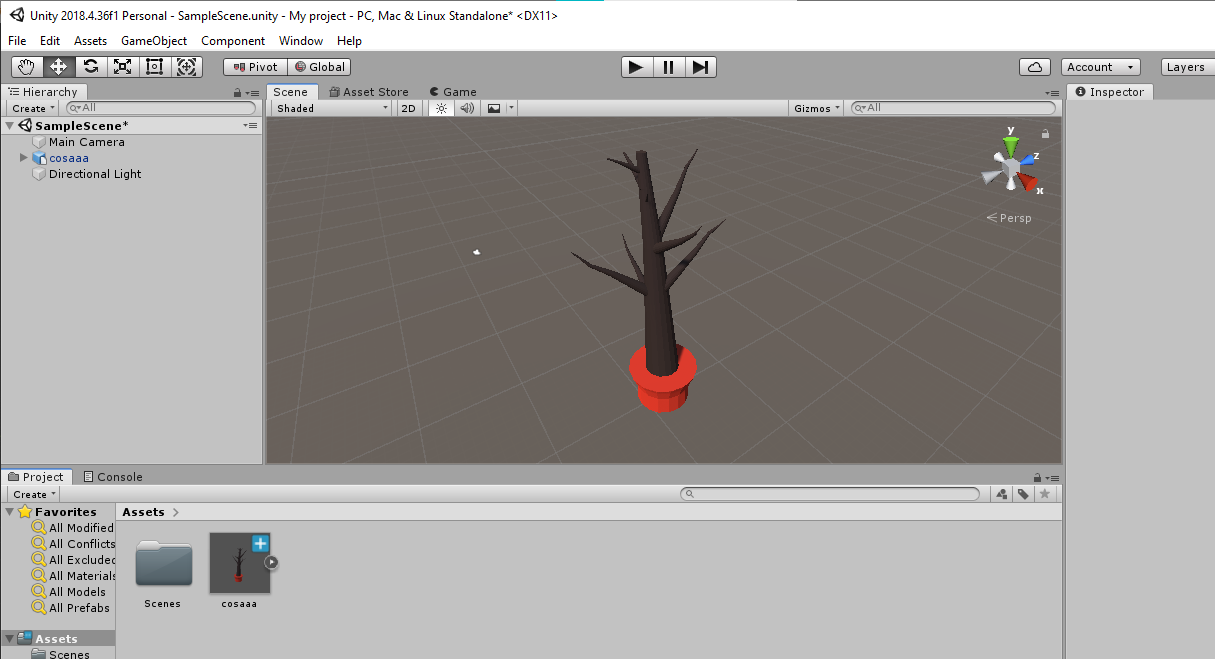 Unity 2018.4.36f1 Personal - SampleScene.unity - My project - PC, Mac & Linux Standalone* <DX11>
File Edit Assets GameObject Component Window Help
Pivot Global Account Layers
Hierarchy Scene Asset Store Game Inspector
Create All Shaded 2D Gizmos All
SampleScene*
Main Camera
cosaaa
Directional Light
y
z
x
Persp
Project Console
Create
Favorites Assets
All Modified
All Conflicts
All Excluded
All Materials
All Models
All Prefabs
Scenes cosaaa
Assets
Scenes